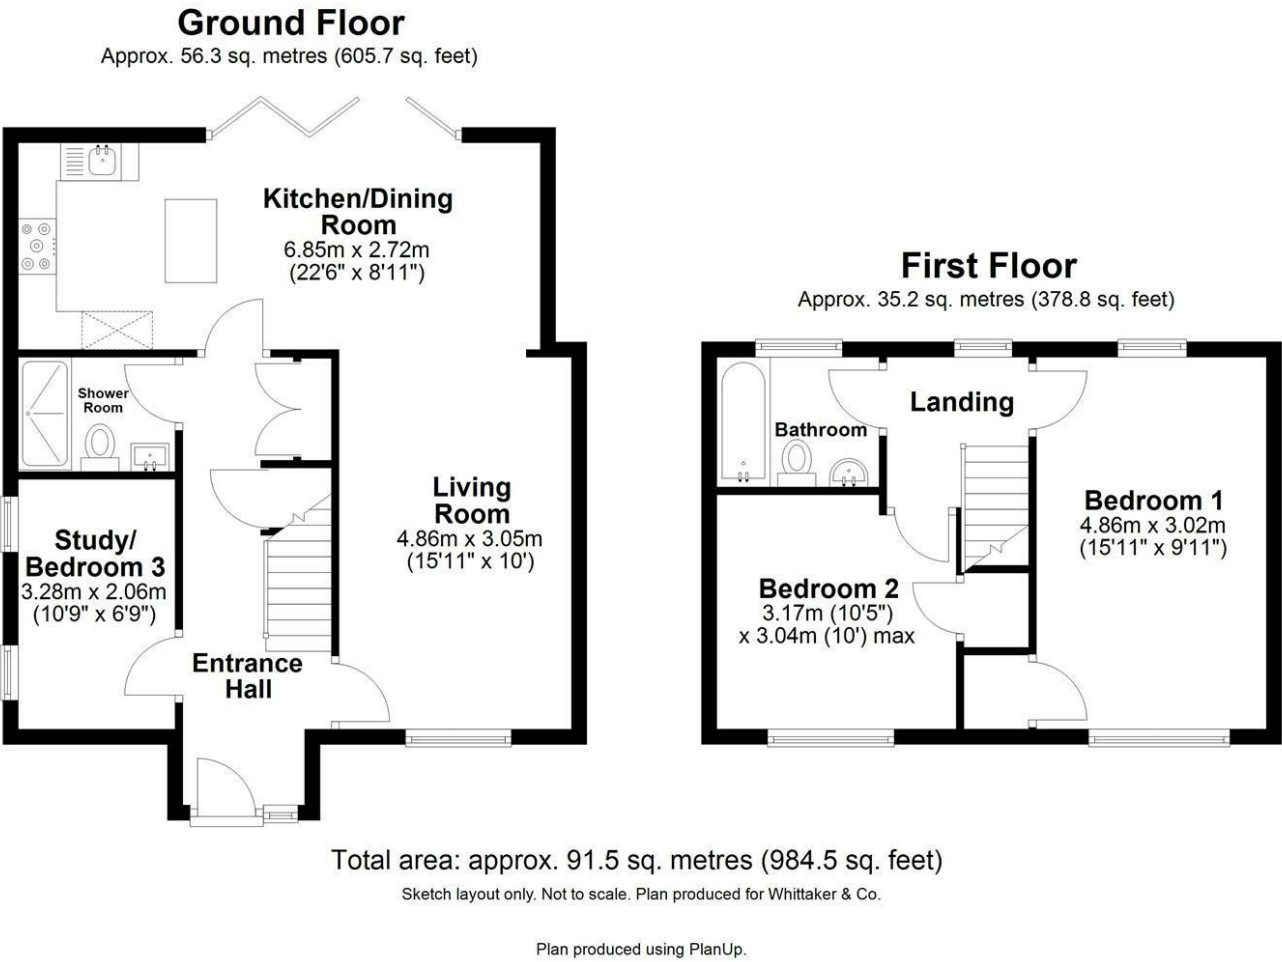 Ground Floor
Approx. 56.3 sq. metres (605.7 sq. feet)
Kitchen/Dining
Room
6.85m x 2.72m
(22'6" x 8'11")
Shower
Room
Living
Room
4.86m x 3.05m
(15'11" x 10')
Study/
Bedroom 3
3.28m x 2.06m
(10'9" x 6'9")
Entrance
Hall
First Floor
Approx. 35.2 sq. metres (378.8 sq. feet)
Landing
Bathroom
Bedroom 1
4.86m x 3.02m
(15'11" x 9'11")
Bedroom 2
3.17m (10'5")
x 3.04m (10') max
Total area: approx. 91.5 sq. metres (984.5 sq. feet)
Sketch layout only. Not to scale. Plan produced for Whittaker & Co.
Plan produced using PlanUp.